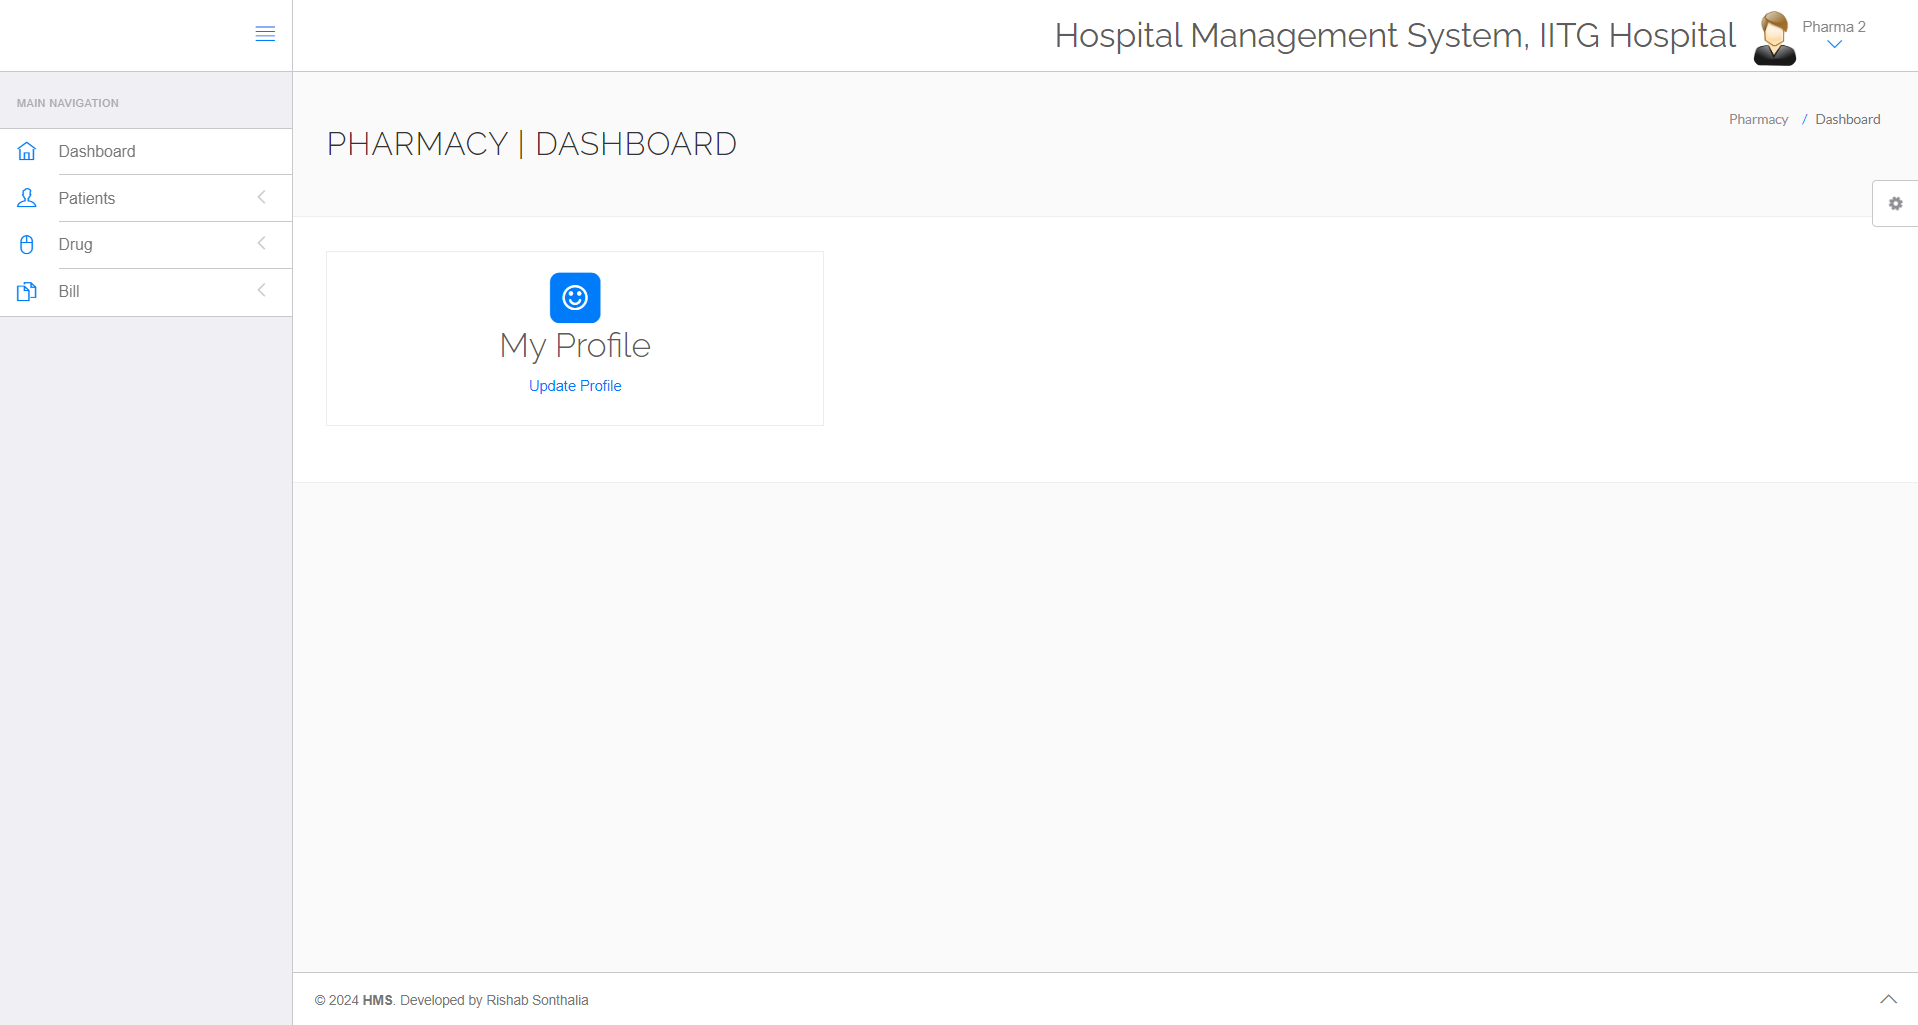 Hospital Management System, IITG Hospital
Pharma 2
MAIN NAVIGATION
Dashboard
Patients
Drug
Bill
PHARMACY | DASHBOARD
Pharmacy / Dashboard
My Profile
Update Profile
© 2024 HMS. Developed by Rishab Sonthalia